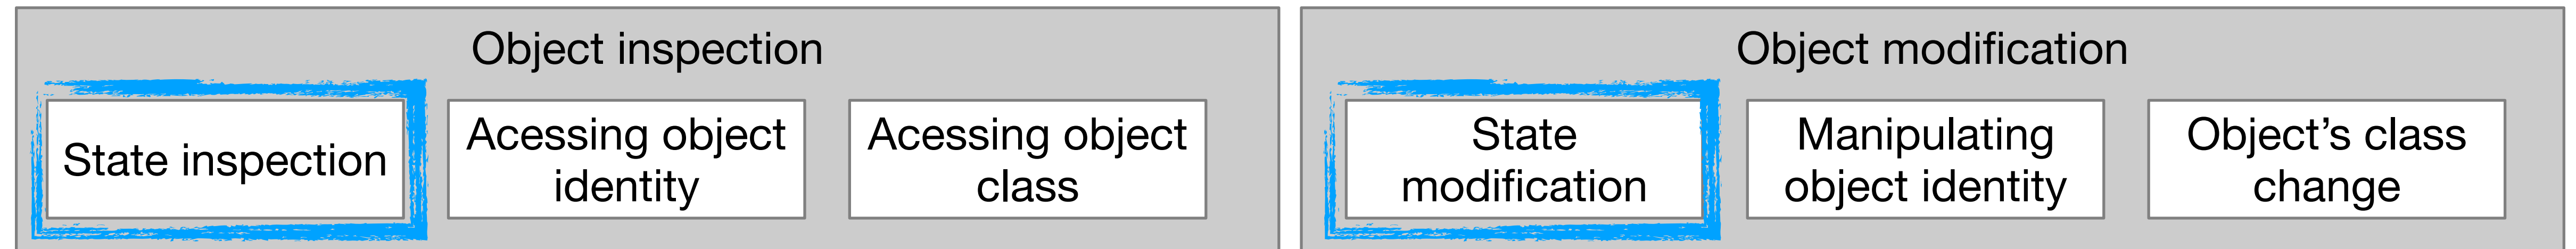 Object inspection
State inspection
Acessing object
identity
Acessing object
class
Object modification
State
modification
Manipulating
object identity
Object’s class
change